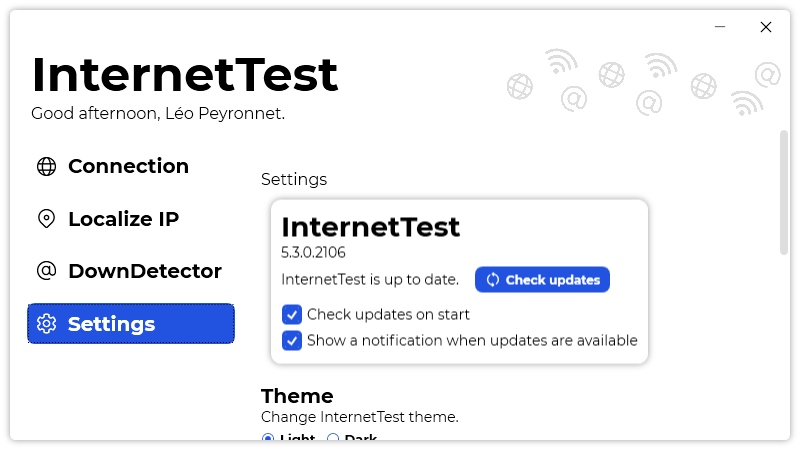 InternetTest
Good afternoon, Léo Peyronnet.
Connection
Localize IP
DownDetector
Settings
Settings
InternetTest
5.3.0.2106
InternetTest is up to date. Check updates
Check updates on start
Show a notification when updates are available
Theme
Change InternetTest theme.
Light Dark